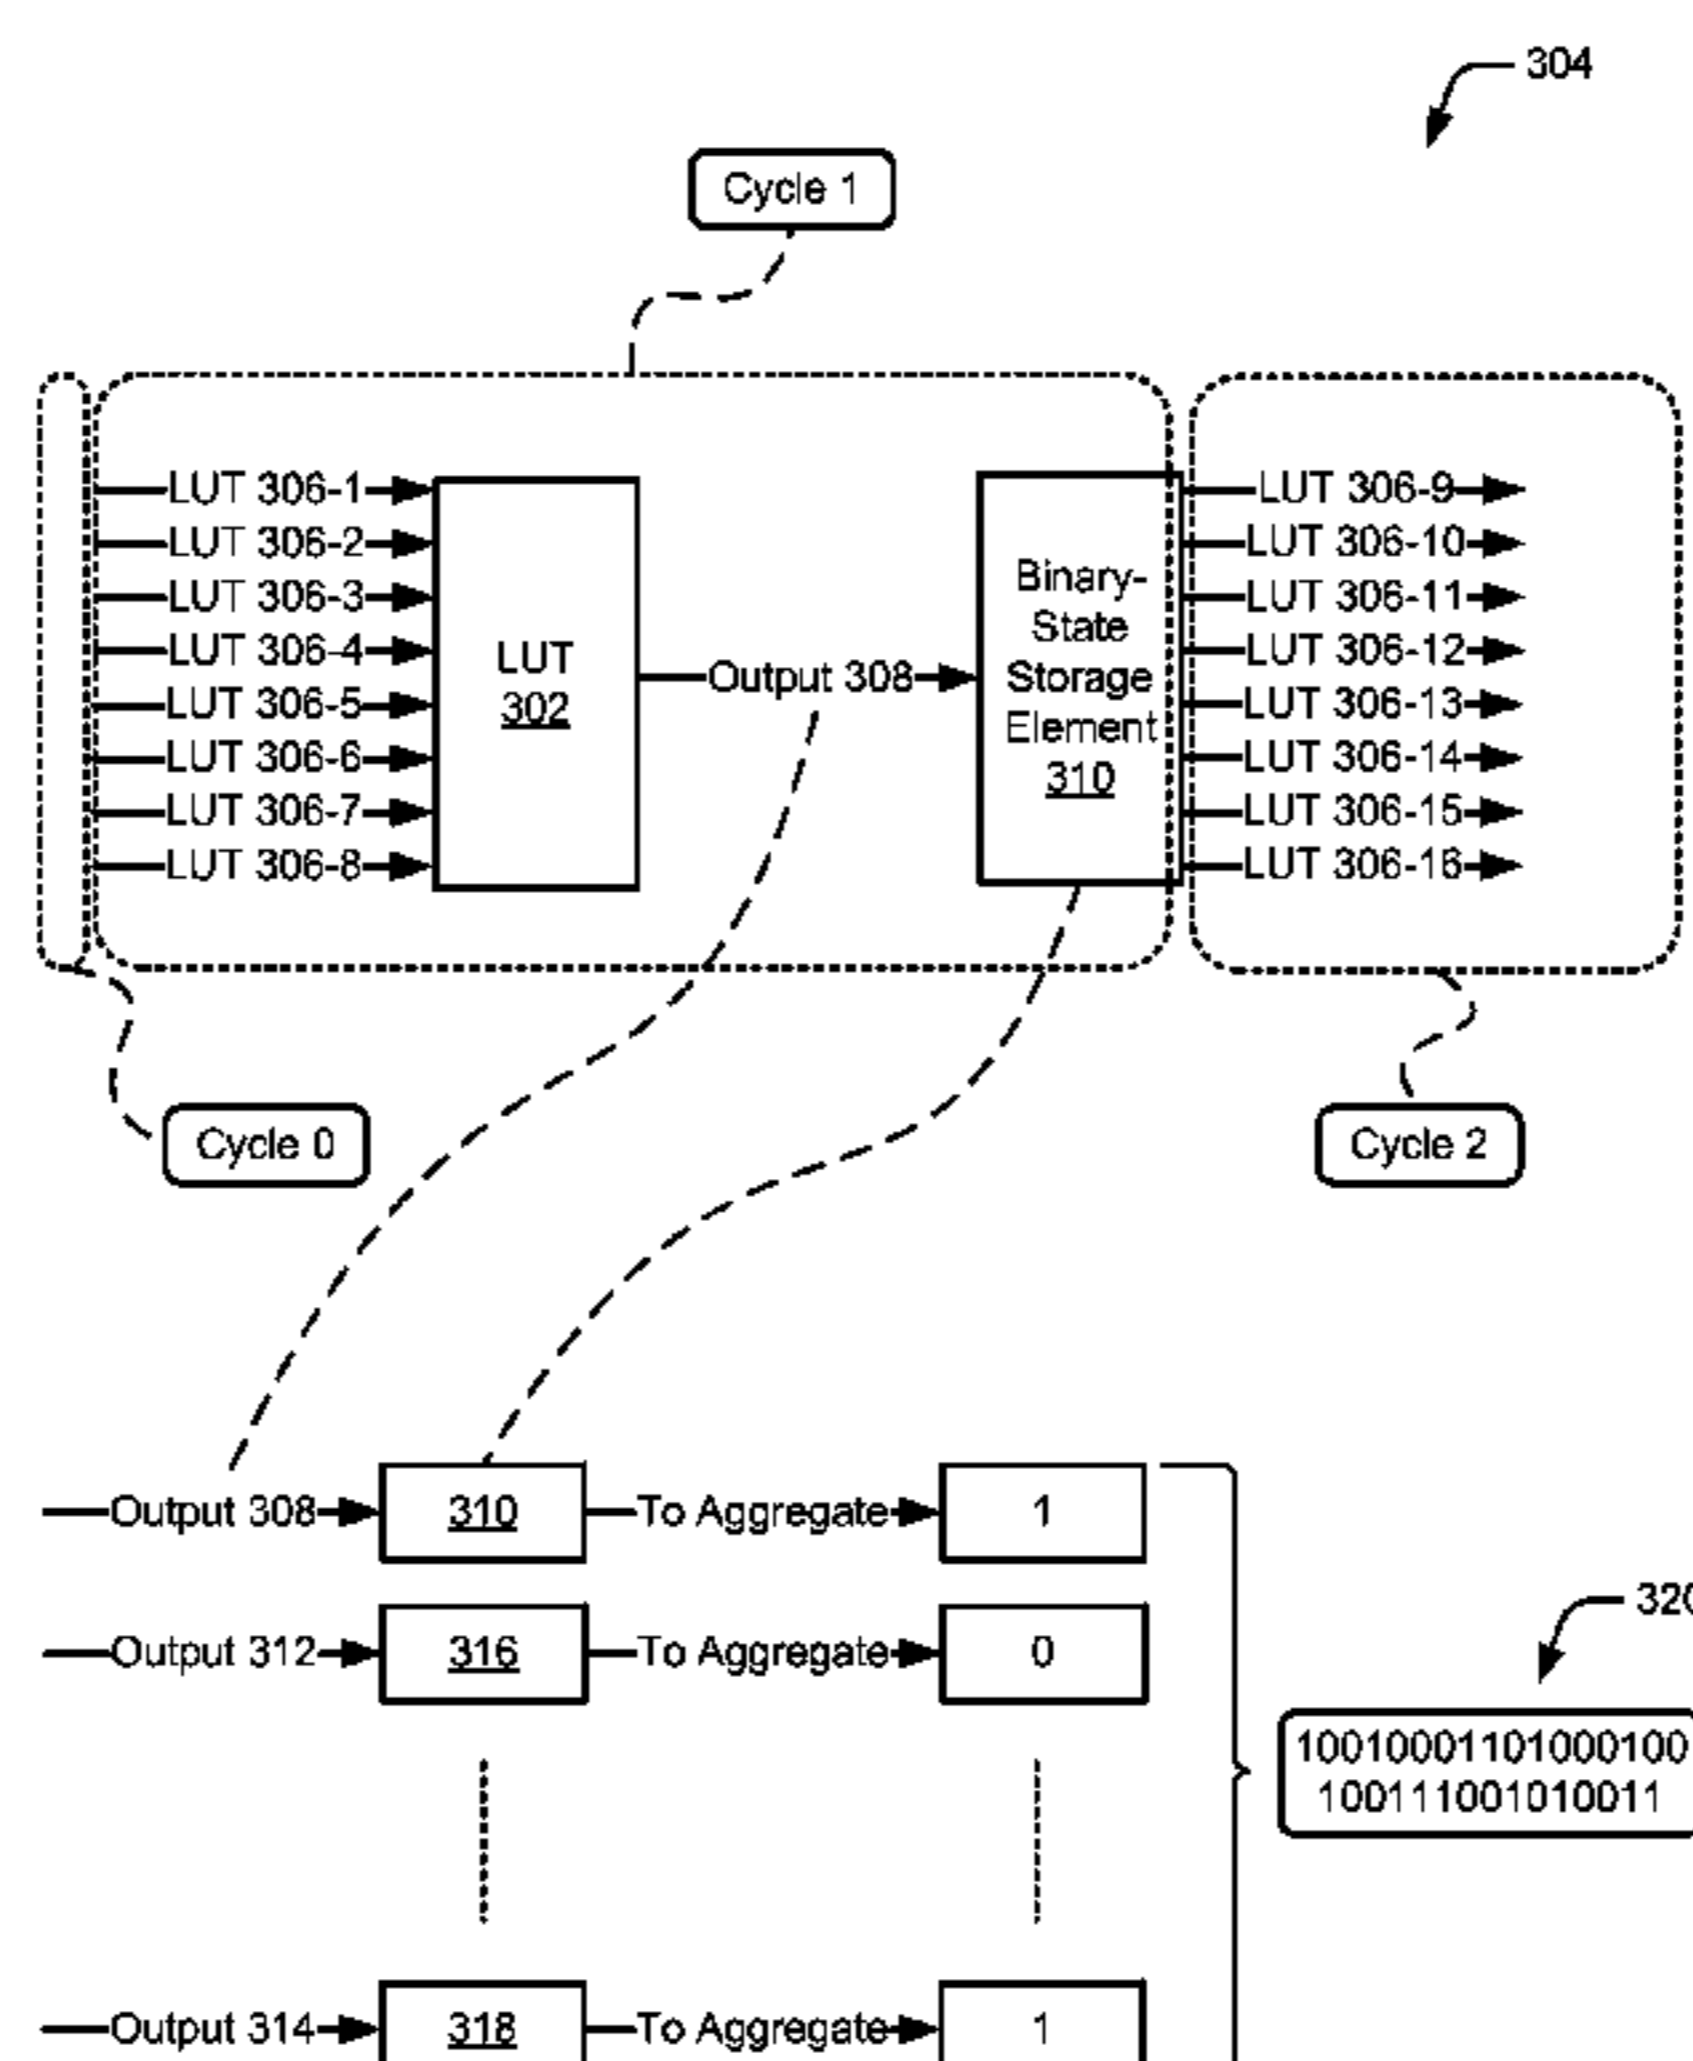 304
Cycle 1
LUT 306-1
LUT 306-2
LUT 306-3
LUT 306-4
LUT 306-5
LUT 306-6
LUT 306-7
LUT 306-8
LUT
302
Output 308
Binary-
State
Storage
Element
310
LUT 306-9
LUT 306-10
LUT 306-11
LUT 306-12
LUT 306-13
LUT 306-14
LUT 306-15
LUT 306-16
Cycle 0
Cycle 2
Output 308
310
To Aggregate
1
Output 312
316
To Aggregate
0
320
10010001101000100
100111001010011
Output 314
318
To Aggregate
1